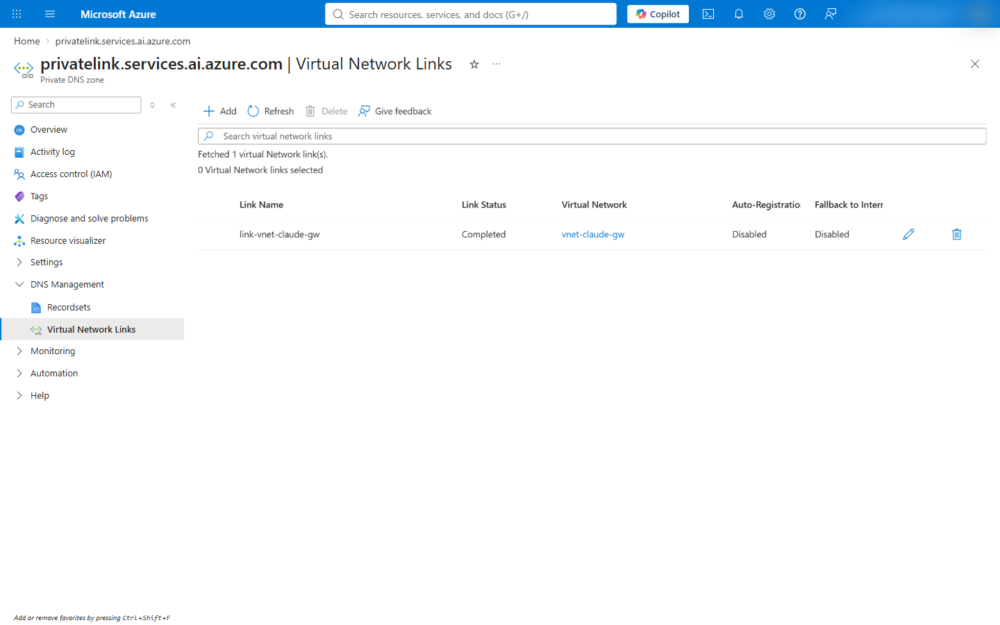 Microsoft Azure
Search resources, services, and docs (G+/)
Copilot
Home
privatelink.services.ai.azure.com
privatelink.services.ai.azure.com | Virtual Network Links
Private DNS zone
Search
Overview
Activity log
Access control (IAM)
Tags
Diagnose and solve problems
Resource visualizer
Settings
DNS Management
Recordsets
Virtual Network Links
Monitoring
Automation
Help
Add or remove favorites by pressing Ctrl+Shift+F
Add Refresh Delete Give feedback
Search virtual network links
Fetched 1 virtual Network link(s).
0 Virtual Network links selected
Link Name Link Status Virtual Network Auto-Registratio Fallback to Interr
link-vnet-claude-gw Completed vnet-claude-gw Disabled Disabled